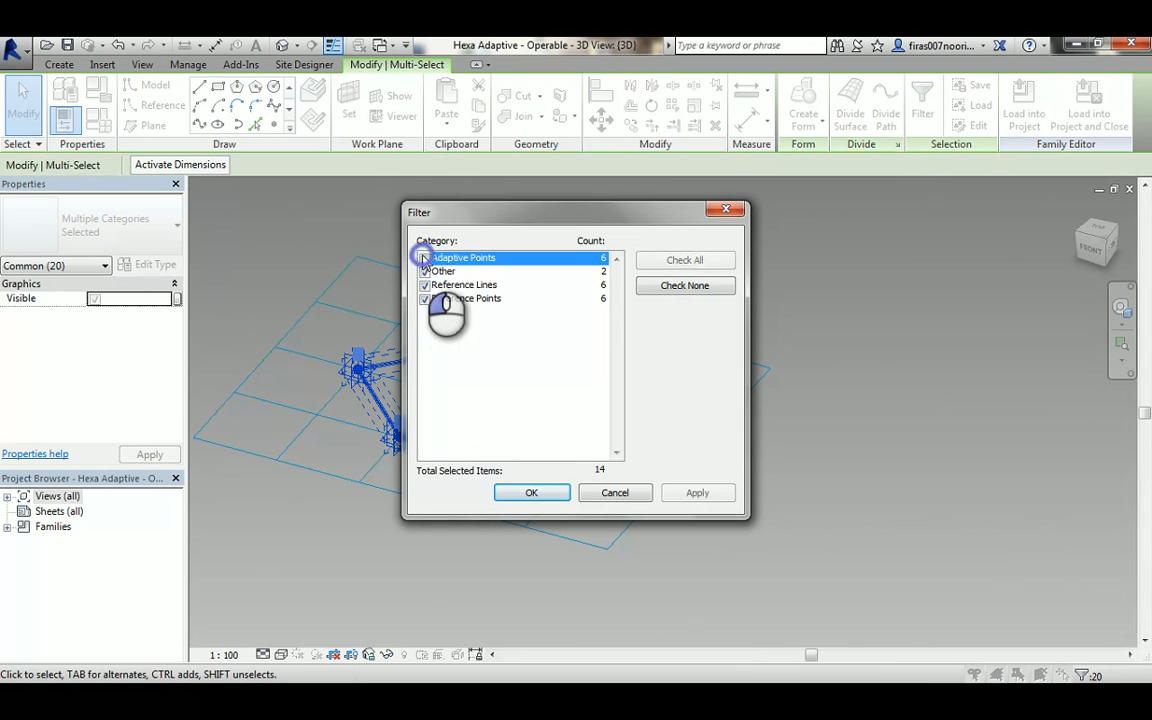 Hexa Adaptive - Operable - 3D View: {3D}
Type a keyword or phrase
firas007noori...
Create Insert View Manage Add-Ins Site Designer Modify | Multi-Select
Modify
Select
Properties
Model
Reference
Plane
Draw
Set
Show
Viewer
Work Plane
Paste
Clipboard
Cut
Join
Geometry
Modify
Measure
Create Form
Form
Divide Surface
Divide Path
Divide
Filter
Save
Load
Edit
Selection
Load into Project
Load into Project and Close
Family Editor
Modify | Multi-Select
Activate Dimensions
Properties
Multiple Categories Selected
Common (20)
Edit Type
Graphics
Visible
Properties help
Apply
Project Browser - Hexa Adaptive - O...
Views (all)
Sheets (all)
Families
Filter
Category: Count:
Adaptive Points 6
Other 2
Reference Lines 6
Points 6
Check All
Check None
Total Selected Items: 14
OK
Cancel
Apply
FRONT
1 : 100
Click to select, TAB for alternates, CTRL adds, SHIFT unselects.
:20